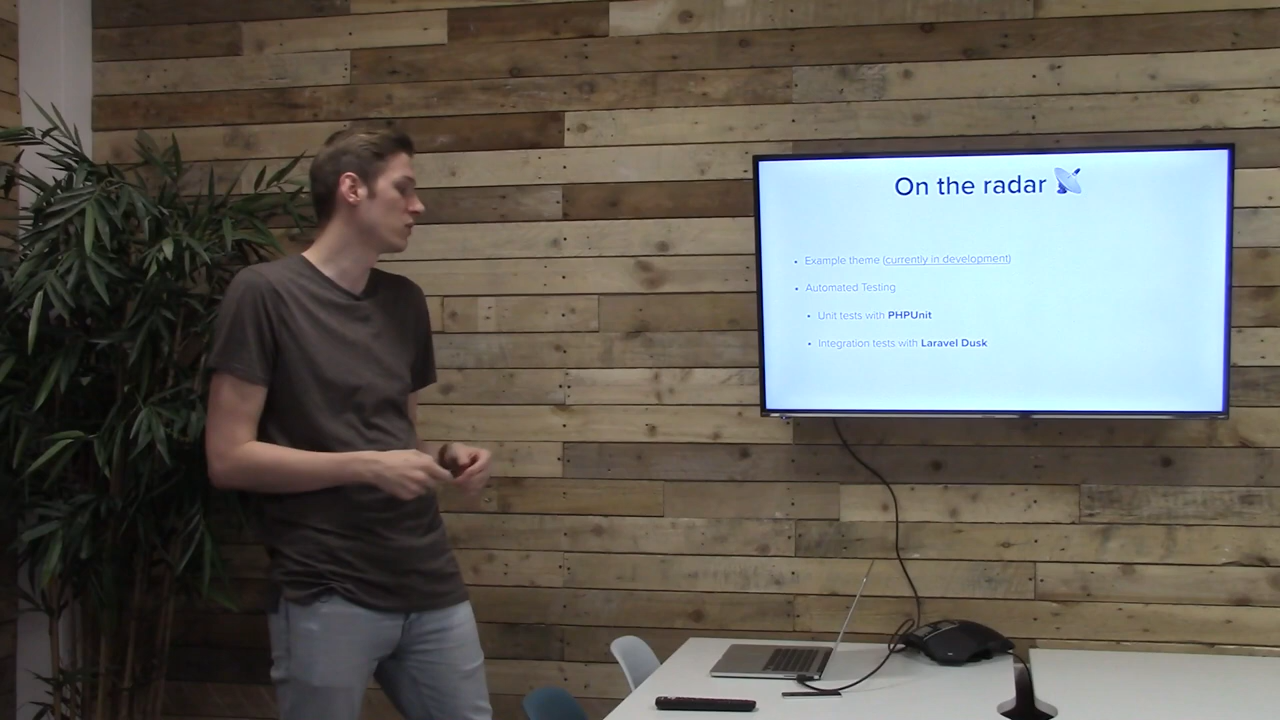 On the radar
Example theme (currently in development)
Automated Testing
Unit tests with PHPUnit
Integration tests with Laravel Dusk